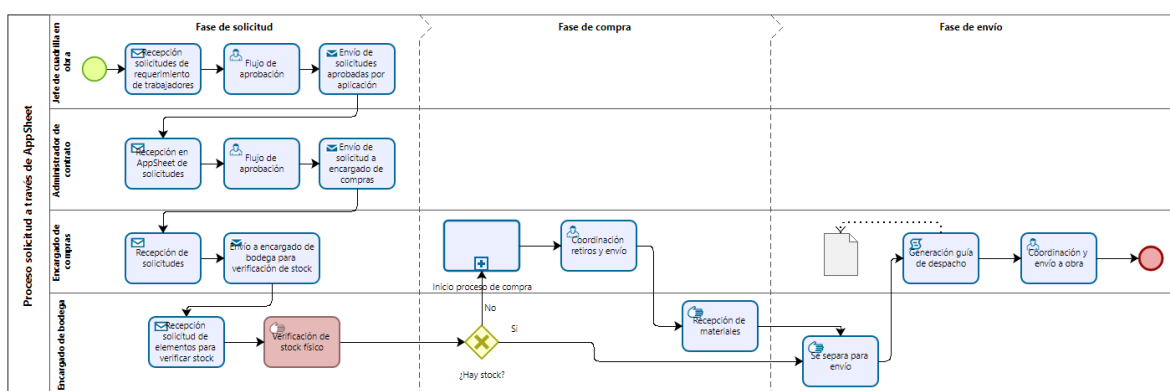 Proceso solicitud a través de AppSheet
Fase de solicitud
Fase de compra
Fase de envío
Jefe de cuadrilla en
obra
Recepción
solicitudes de
requerimiento
de trabajadores
Flujo de
aprobación
Envío de
solicitudes
aprobadas por
aplicación
Administrador de
contrato
Recepción en
AppSheet de
solicitudes
Flujo de
aprobación
Envío de
solicitud a
encargado de
compras
Encargado de
compras
Recepción
de solicitudes
Envío a encargado de
bodega para
verificación de stock
Inicio proceso de compra
Coordinación
retiros y envío
Generación guía
de despacho
Coordinación y
envío a obra
Encargado de bodega
Recepción
solicitud de
elementos para
verificar stock
Verificación de
stock físico
No
Si
¿Hay stock?
Recepción de
materiales
Se separa para
envío